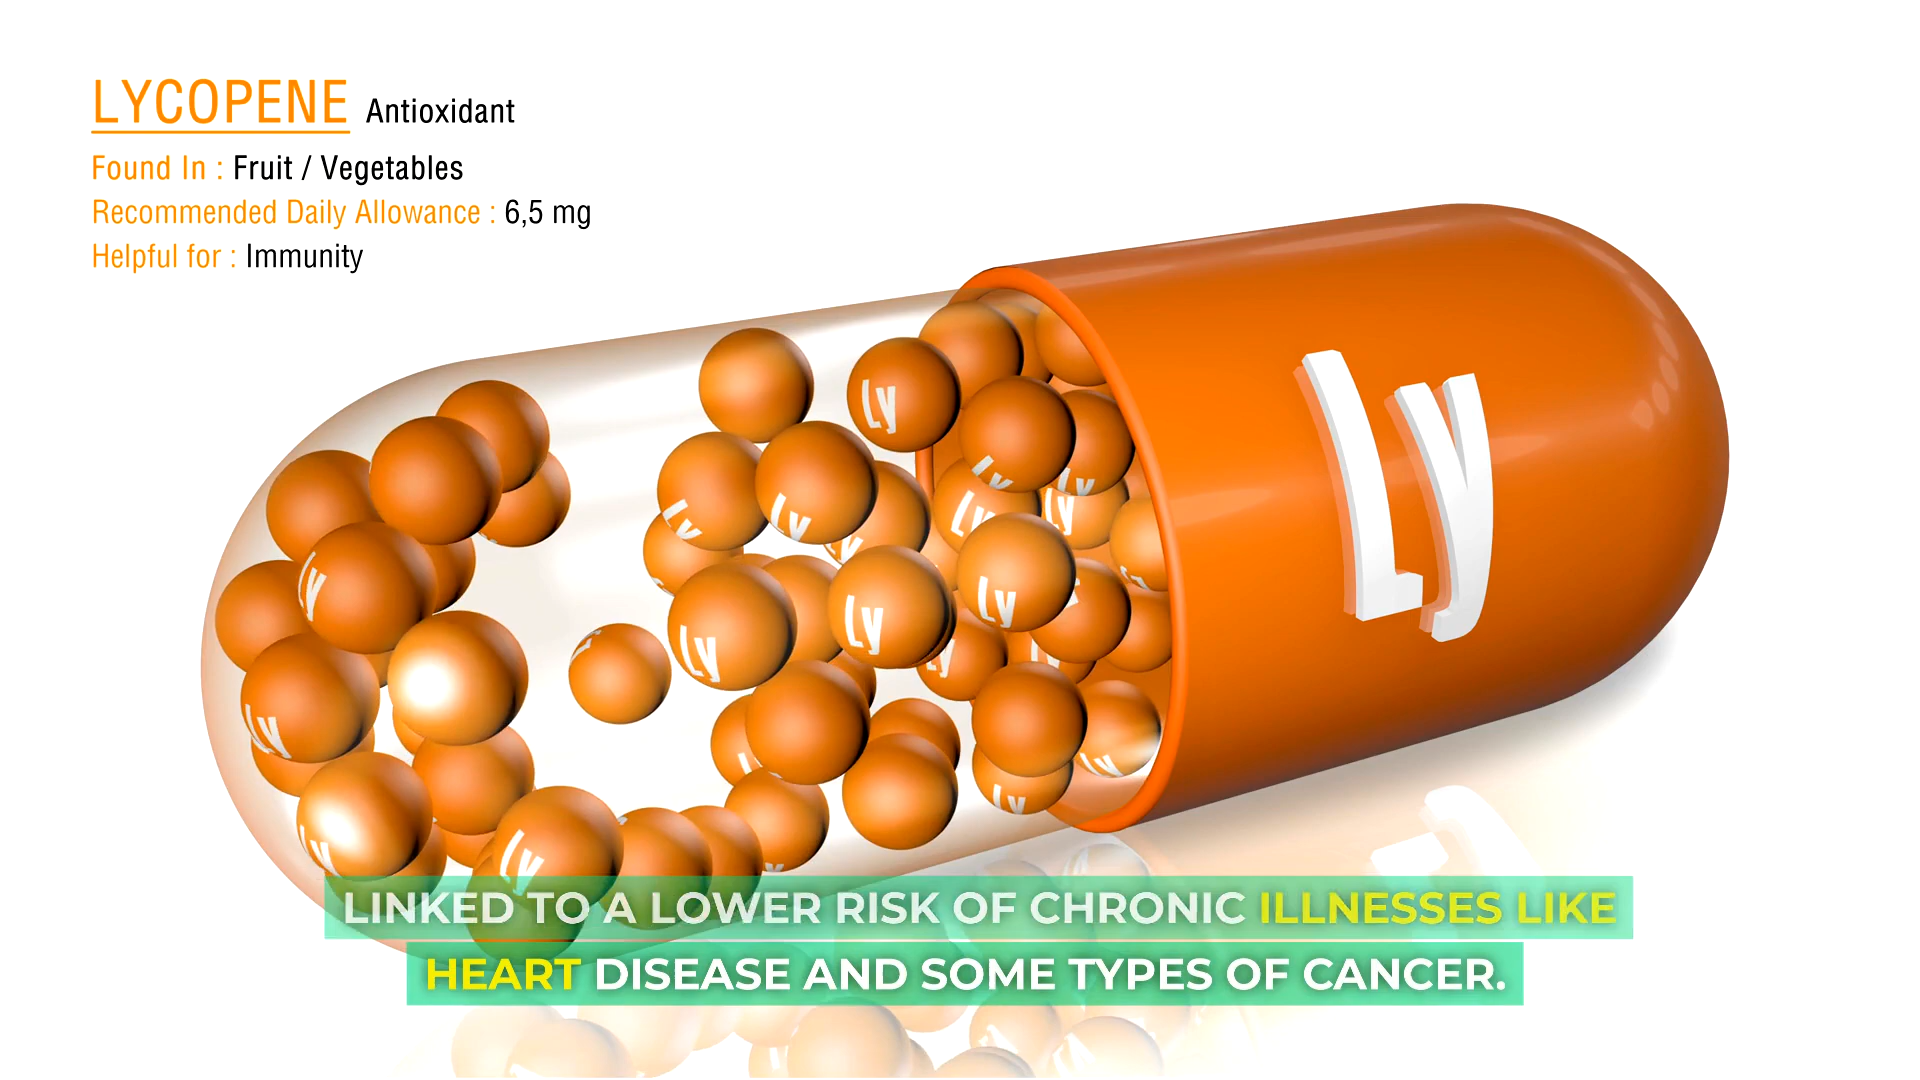 LYCOPENE Antioxidant
Found In : Fruit / Vegetables
Recommended Daily Allowance : 6,5 mg
Helpful for : Immunity
Ly
LINKED TO A LOWER RISK OF CHRONIC ILLNESSES LIKE
HEART DISEASE AND SOME TYPES OF CANCER.